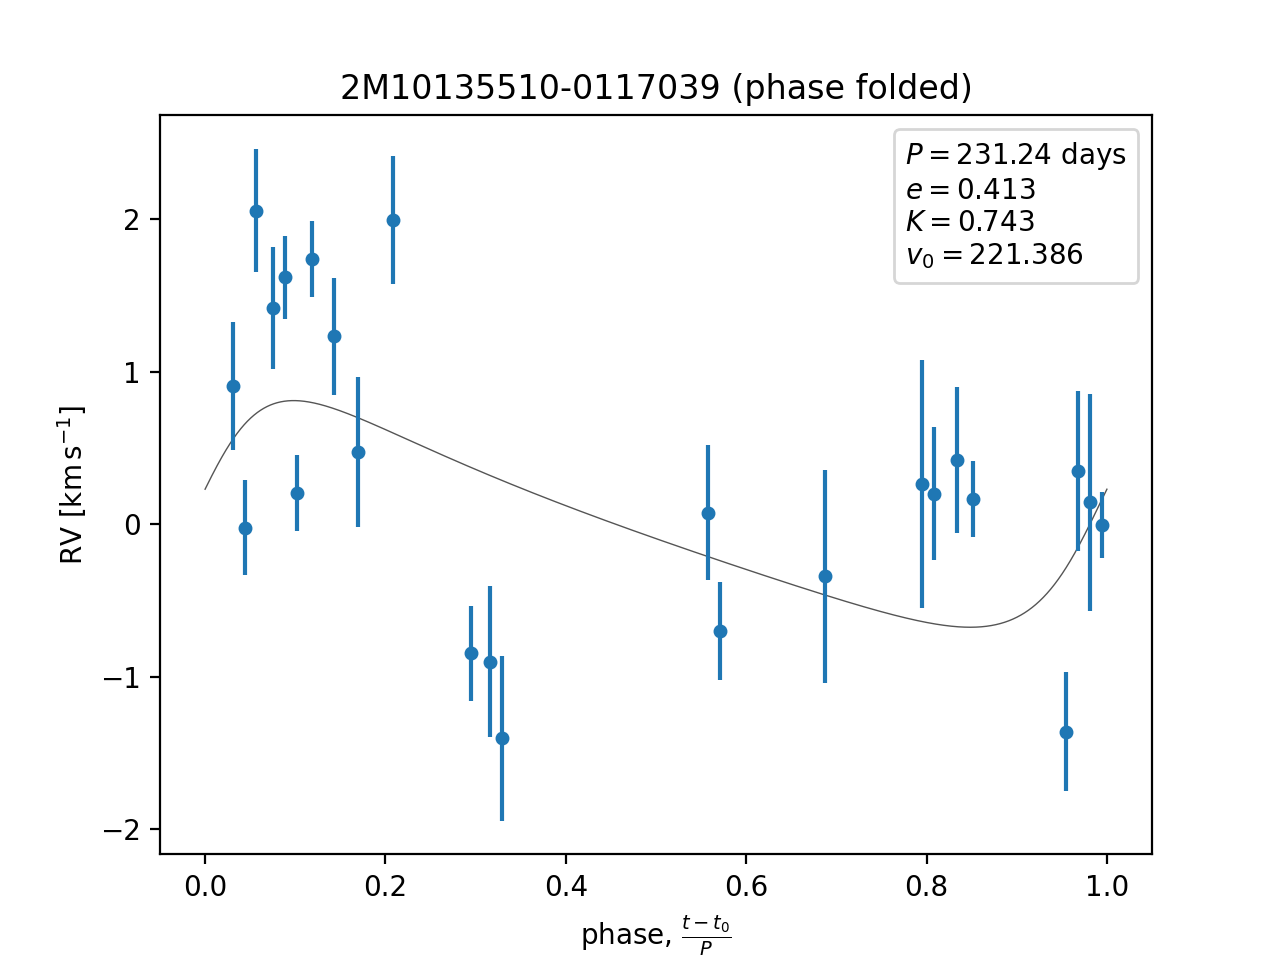 2M10135510-0117039 (phase folded)
P = 231.24 days
e = 0.413
K = 0.743
v₀ = 221.386
RV [km s⁻¹]
2
1
0
−1
−2
0.0 0.2 0.4 0.6 0.8 1.0
phase, (t − t₀)/P